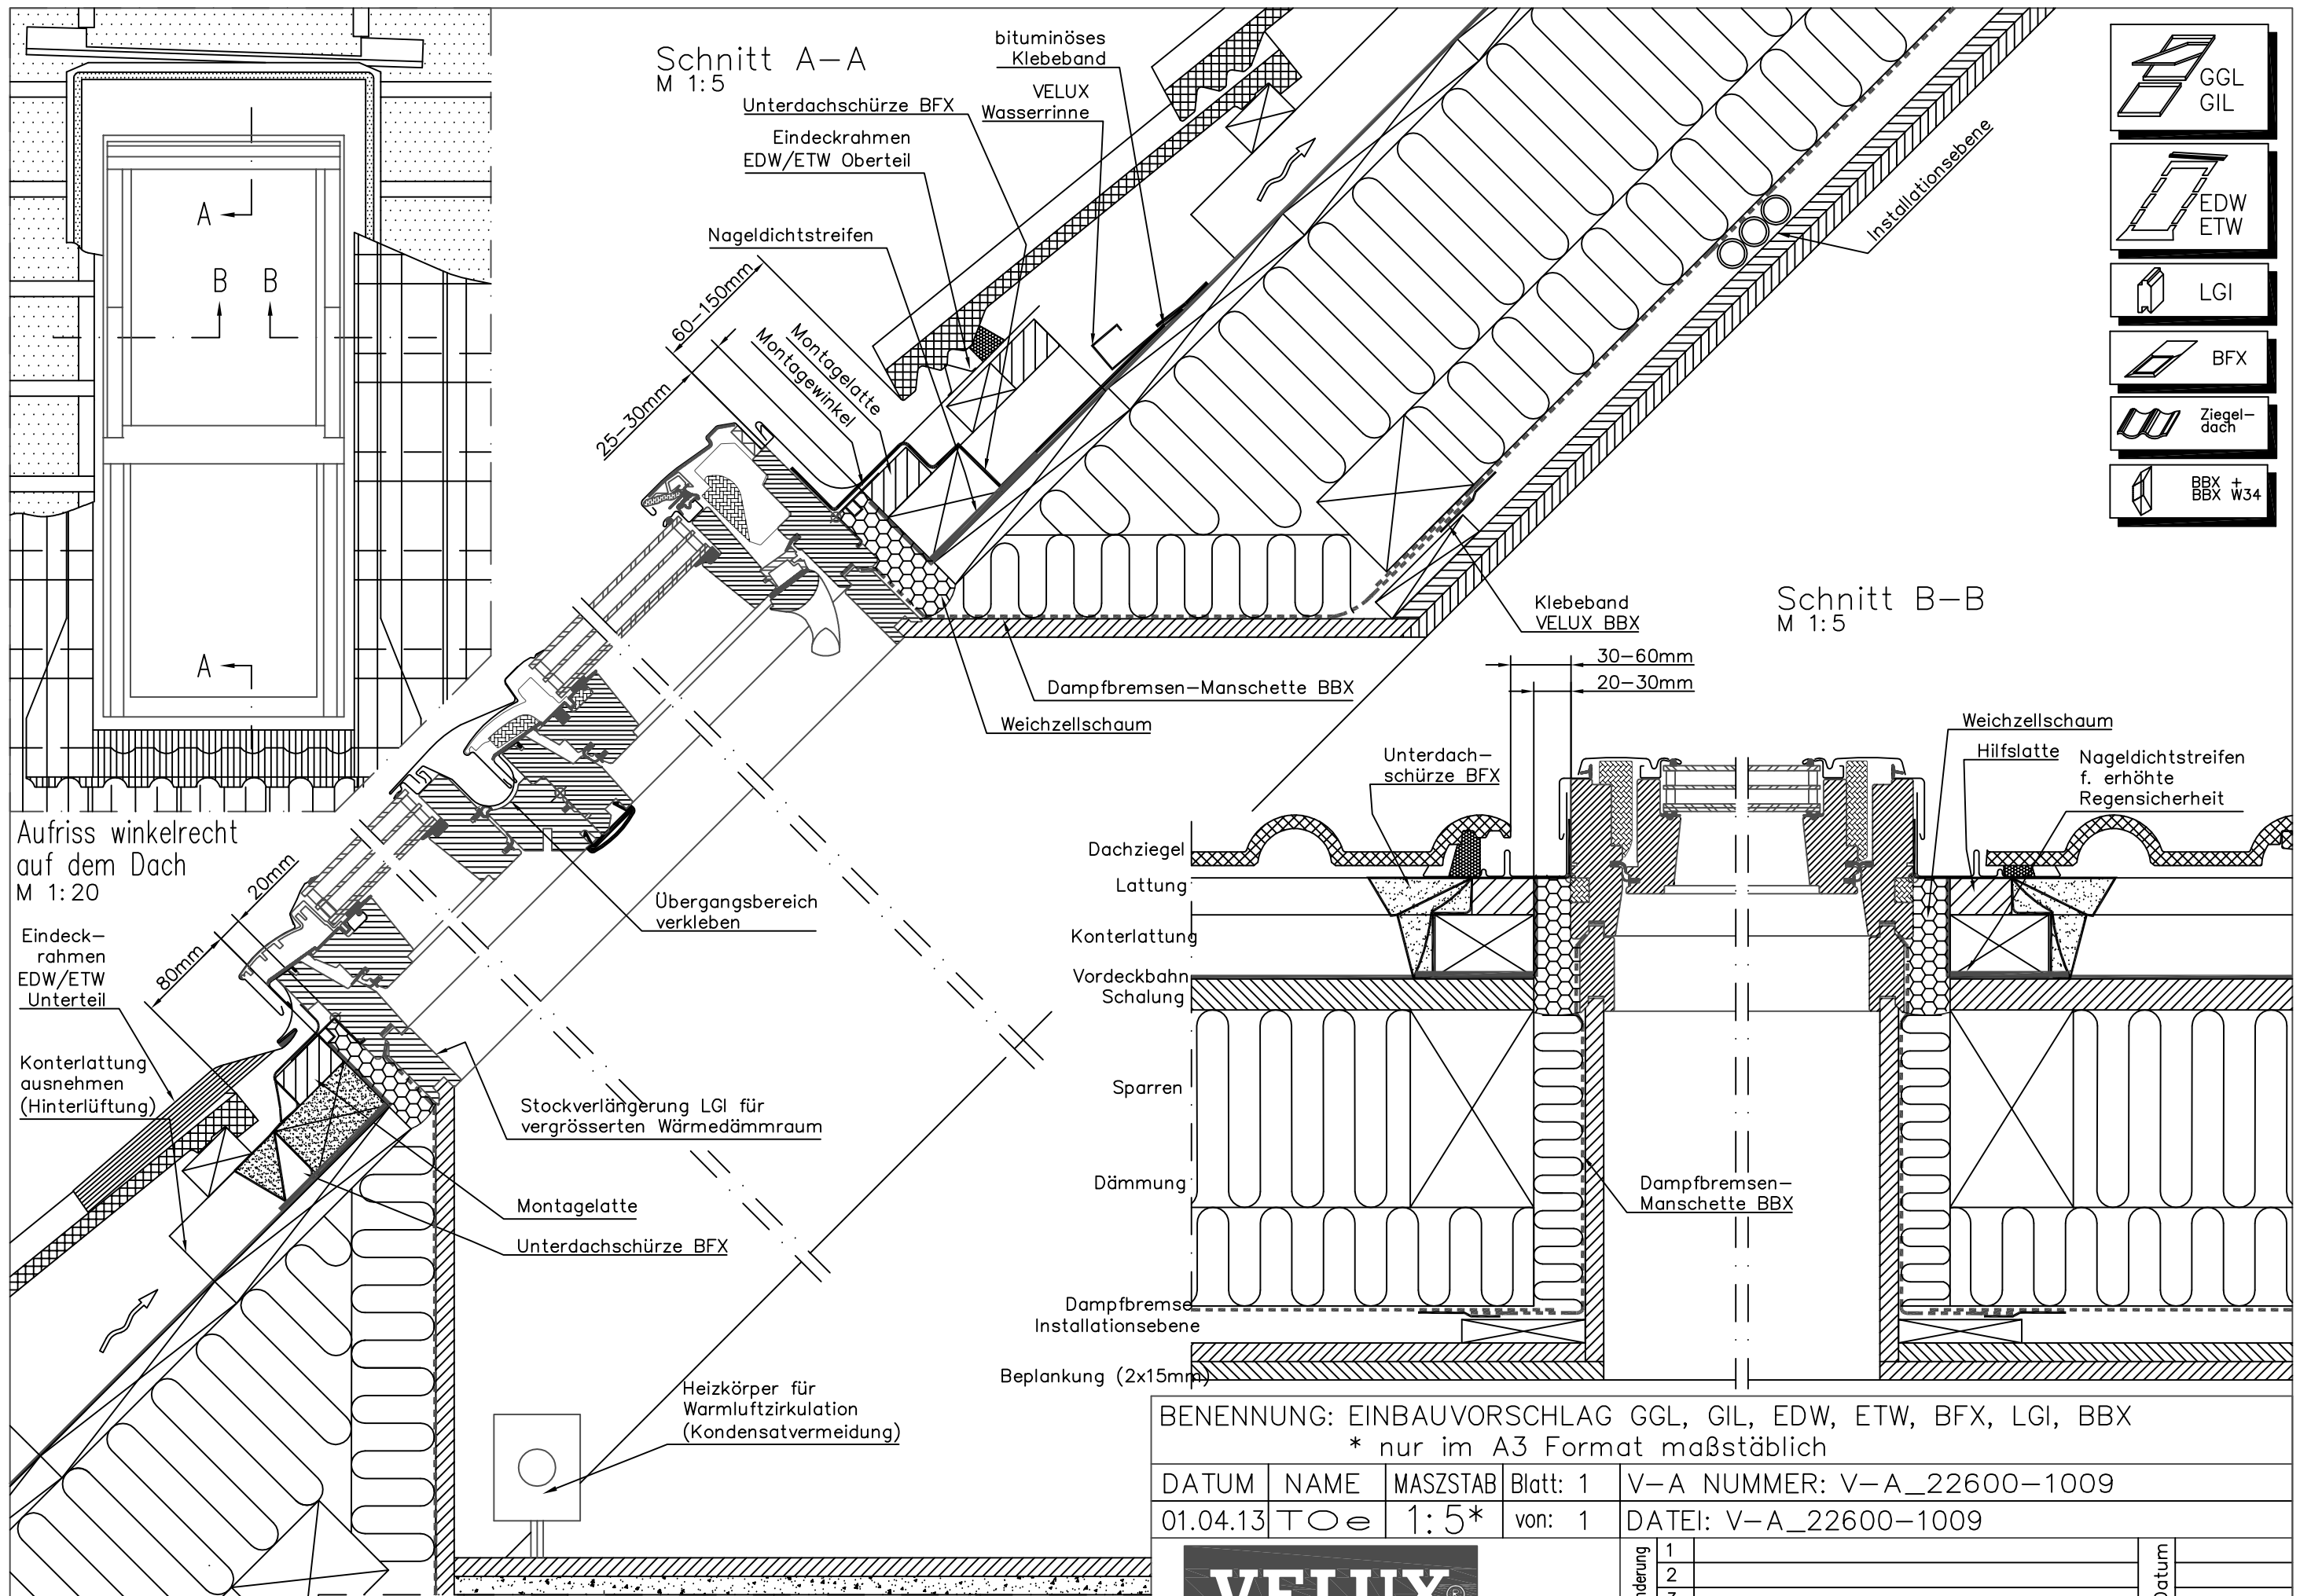 Schnitt A–A
M 1:5
bituminöses
Klebeband
VELUX
Wasserrinne
Unterdachschürze BFX
Eindeckrahmen
EDW/ETW Oberteil
Nageldichtstreifen
60–150mm
25–30mm
Montagelatte
Montagewinkel
Installationsebene
A
B B
A
GGL
GIL
EDW
ETW
LGI
BFX
Ziegel–
dach
BBX +
BBX W34
Klebeband
VELUX BBX
Dampfbremsen–Manschette BBX
Weichzellschaum
Schnitt B–B
M 1:5
30–60mm
20–30mm
Unterdach–
schürze BFX
Weichzellschaum
Hilfslatte
Nageldichtstreifen
f. erhöhte
Regensicherheit
Dachziegel
Lattung
Konterlattung
Vordeckbahn
Schalung
Sparren
Dämmung
Dampfbremsen–
Manschette BBX
Dampfbremse
Installationsebene
Beplankung (2x15mm)
Aufriss winkelrecht
auf dem Dach
M 1:20
20mm
80mm
Eindeck–
rahmen
EDW/ETW
Unterteil
Konterlattung
ausnehmen
(Hinterlüftung)
Übergangsbereich
verkleben
Stockverlängerung LGI für
vergrösserten Wärmedämmraum
Montagelatte
Unterdachschürze BFX
Heizkörper für
Warmluftzirkulation
(Kondensatvermeidung)
BENENNUNG: EINBAUVORSCHLAG GGL, GIL, EDW, ETW, BFX, LGI, BBX
* nur im A3 Format maßstäblich
DATUM NAME MASZSTAB Blatt: 1 V–A NUMMER: V–A_22600–1009
01.04.13 TOe 1:5* von: 1 DATEI: V–A_22600–1009
VELUX®
1
2
Datum